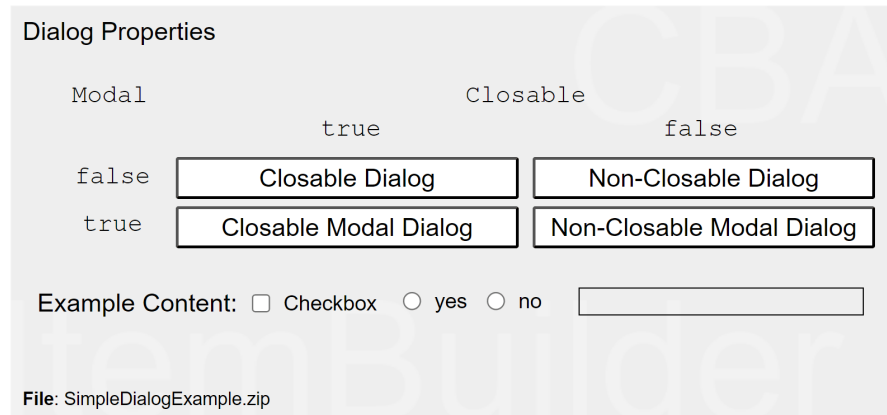 Dialog Properties
Modal Closable
true false
false Closable Dialog Non-Closable Dialog
true Closable Modal Dialog Non-Closable Modal Dialog
Example Content: Checkbox yes no
File: SimpleDialogExample.zip
CBA
ItemBuilder